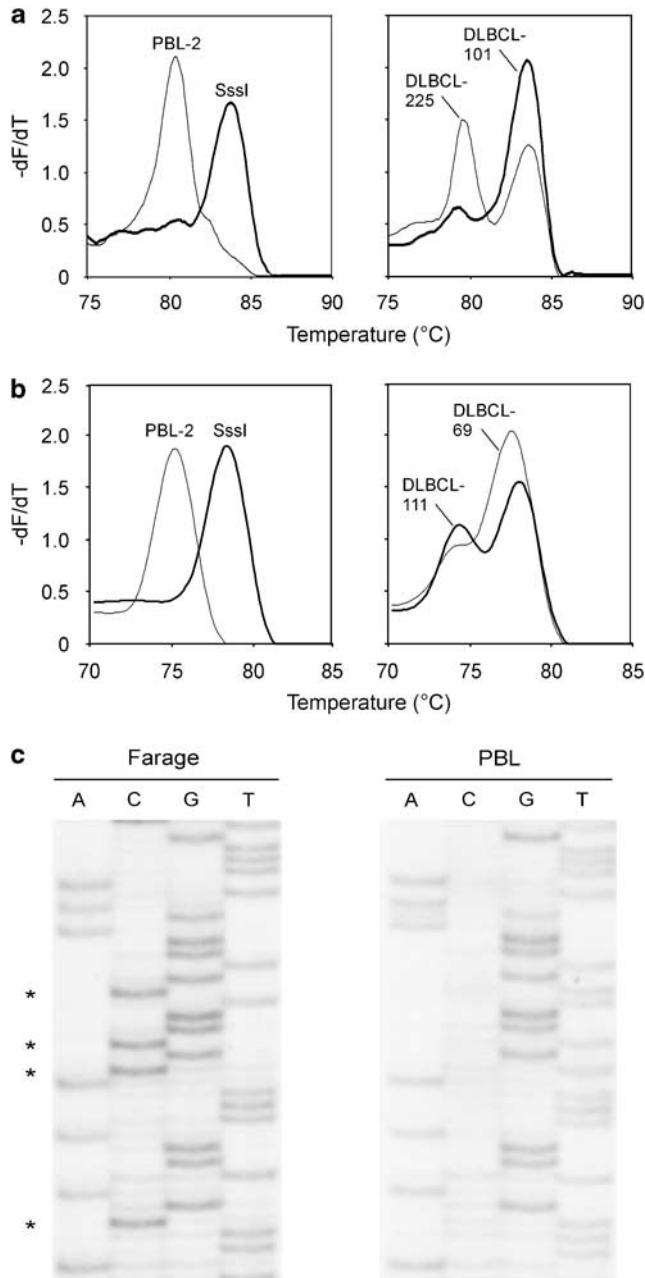 a
PBL-2
SssI
DLBCL-
101
DLBCL-
225
2.5
2.0
1.5
1.0
0.5
0
-dF/dT
75 80 85 90
75 80 85 90
Temperature (°C)
Temperature (°C)
b
PBL-2
SssI
DLBCL-
69
DLBCL-
111
2.5
2.0
1.5
1.0
0.5
0
-dF/dT
70 75 80 85
70 75 80 85
Temperature (°C)
Temperature (°C)
c
Farage
PBL
A C G T
A C G T
*
*
*
*